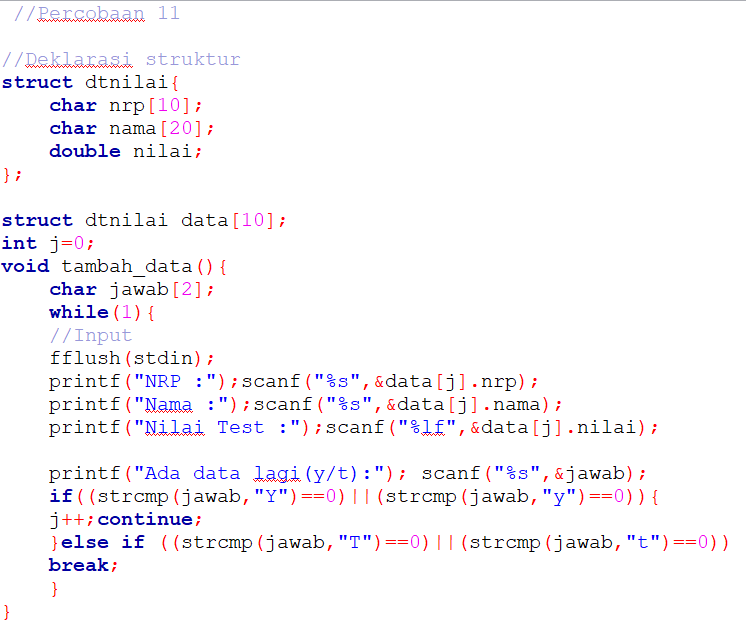 //Percobaan 11
//Deklarasi struktur
struct dtnilai{
char nrp[10];
char nama[20];
double nilai;
};
struct dtnilai data[10];
int j=0;
void tambah_data(){
char jawab[2];
while(1){
//Input
fflush(stdin);
printf("NRP :");scanf("%s",&data[j].nrp);
printf("Nama :");scanf("%s",&data[j].nama);
printf("Nilai Test :");scanf("%lf",&data[j].nilai);
printf("Ada data lagi(y/t):"); scanf("%s",&jawab);
if((strcmp(jawab,"Y")==0)||(strcmp(jawab,"y")==0)){
j++;continue;
}else if ((strcmp(jawab,"T")==0)||(strcmp(jawab,"t")==0))
break;
}
}